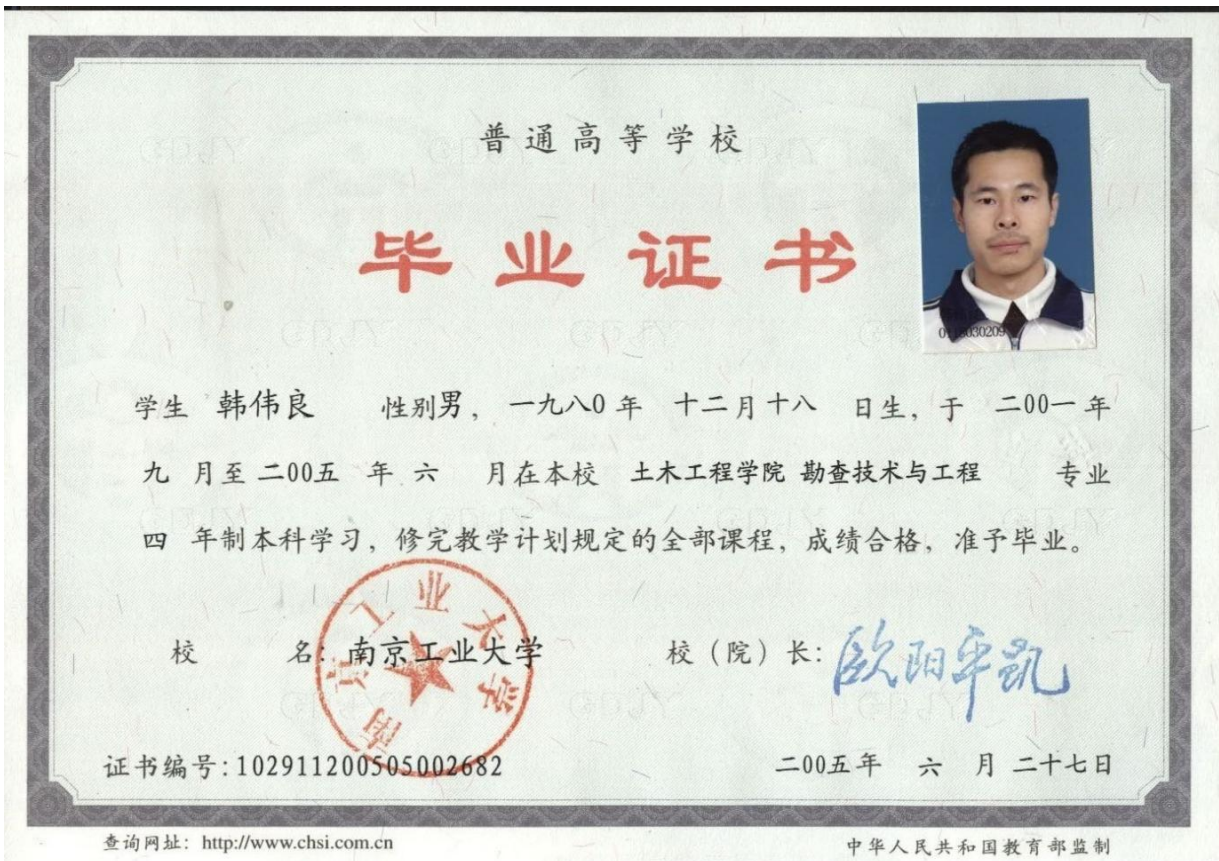 普通高等学校
毕业证书
学生 韩伟良 性别男，一九八0年 十二月十八 日生，于 二00一年
九 月至二00五 年 六 月在本校 土木工程学院 勘查技术与工程 专业
四 年制本科学习，修完教学计划规定的全部课程，成绩合格，准予毕业。
校 名：南京工业大学 校（院）长：欧阳平凯
南京工业大学
证书编号：102911200505002682 二00五年 六 月 二十七日
查询网址：http://www.chsi.com.cn 中华人民共和国教育部监制